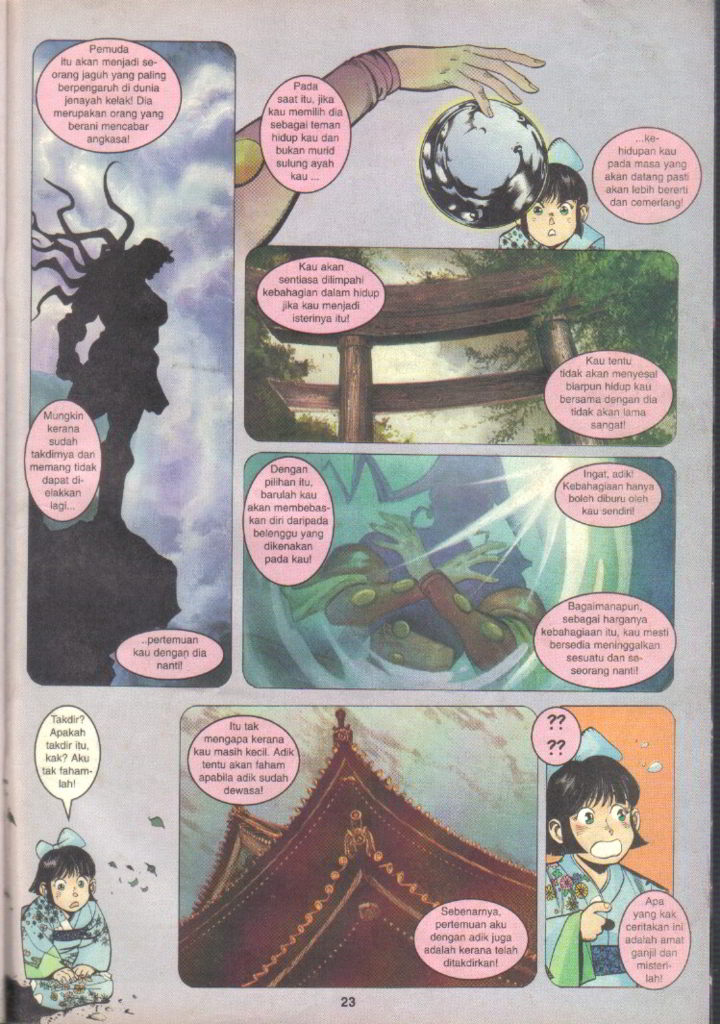 Pemuda
itu akan menjadi se-
orang jaguh yang paling
berpengaruh di dunia
jenayah kelak! Dia
merupakan orang yang
berani mencabar
angkasa!
Mungkin
kerana
sudah
takdirnya dan
memang tidak
dapat di-
elakkan
lagi...
..pertemuan
kau dengan dia
nanti!
Pada
saat itu, jika
kau memilih dia
sebagai teman
hidup kau dan
bukan murid
sulung ayah
kau ...
...ke-
hidupan kau
pada masa yang
akan datang pasti
akan lebih bererti
dan cemerlang!
Kau akan
sentiasa dilimpahi
kebahagian dalam hidup
jika kau menjadi
isterinya itu!
Kau tentu
tidak akan menyesal
biarpun hidup kau
bersama dengan dia
tidak akan lama
sangat!
Dengan
pilihan itu,
barulah kau
akan membebas-
kan diri daripada
belenggu yang
dikenakan
pada kau!
Ingat, adik!
Kebahagiaan hanya
boleh diburu oleh
kau sendiri!
Bagaimanapun,
sebagai harganya
kebahagiaan itu, kau mesti
bersedia meninggalkan
sesuatu dan se-
seorang nanti!
Takdir?
Apakah
takdir itu,
kak? Aku
tak faham-
lah!
Itu tak
mengapa kerana
kau masih kecil. Adik
tentu akan faham
apabila adik sudah
dewasa!
Sebenarnya,
pertemuan aku
dengan adik juga
adalah kerana telah
ditakdirkan!
??
??
Apa
yang kak
ceritakan ini
adalah amat
ganjil dan
misteri-
lah!
23